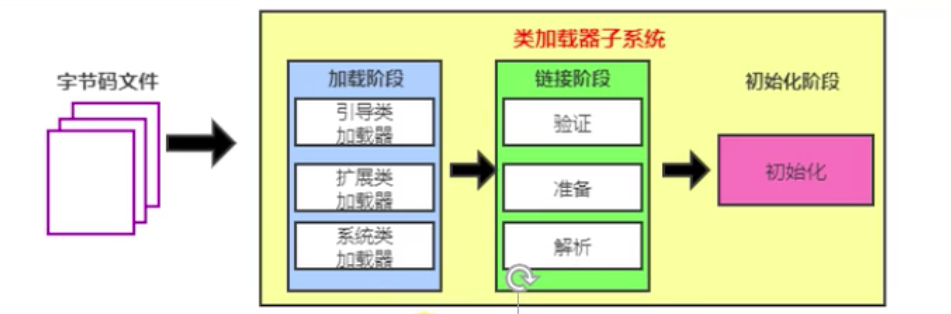 类加载器子系统
字节码文件
加载阶段
引导类
加载器
扩展类
加载器
系统类
加载器
链接阶段
验证
准备
解析
初始化阶段
初始化